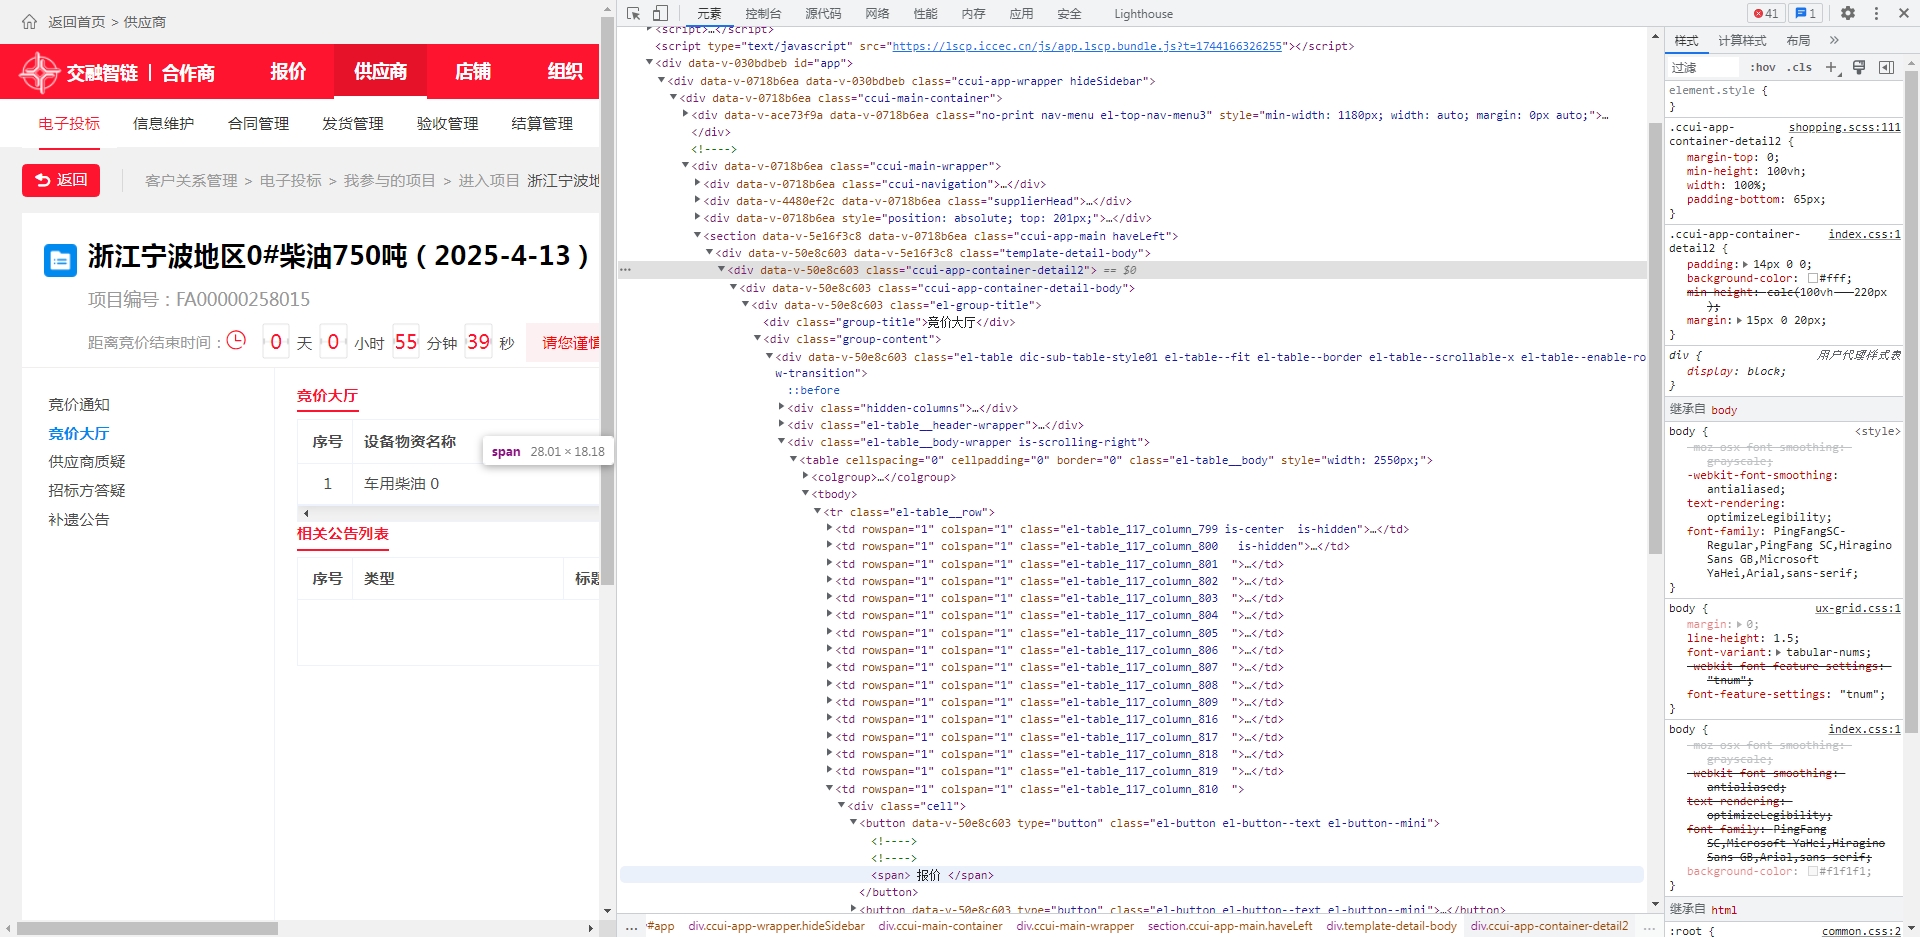 返回首页 > 供应商
交融智链 | 合作商 报价 供应商 店铺 组织
电子投标 信息维护 合同管理 发货管理 验收管理 结算管理
返回 客户关系管理 > 电子投标 > 我参与的项目 > 进入项目 浙江宁波地
浙江宁波地区0#柴油750吨（2025-4-13）
项目编号：FA00000258015
距离竞价结束时间： 0 天 0 小时 55 分钟 39 秒 请您谨慎
竞价通知
竞价大厅
供应商质疑
招标方答疑
补遗公告
竞价大厅
序号 设备物资名称
span 28.01 × 18.18
1 车用柴油 0
相关公告列表
序号 类型 标题
元素 控制台 源代码 网络 性能 内存 应用 安全 Lighthouse 41 1
<script>…</script>
<script type="text/javascript" src="https://lscp.iccec.cn/js/app.lscp.bundle.js?t=1744166326255"></script>
<div data-v-030bdbeb id="app">
<div data-v-0718b6ea data-v-030bdbeb class="ccui-app-wrapper hideSidebar">
<div data-v-0718b6ea class="ccui-main-container">
<div data-v-ace73f9a data-v-0718b6ea class="no-print nav-menu el-top-nav-menu3" style="min-width: 1180px; width: auto; margin: 0px auto;">…
</div>
<!---->
<div data-v-0718b6ea class="ccui-main-wrapper">
<div data-v-0718b6ea class="ccui-navigation">…</div>
<div data-v-4480ef2c data-v-0718b6ea class="supplierHead">…</div>
<div data-v-0718b6ea style="position: absolute; top: 201px;">…</div>
<section data-v-5e16f3c8 data-v-0718b6ea class="ccui-app-main haveLeft">
<div data-v-50e8c603 data-v-5e16f3c8 class="template-detail-body">
… <div data-v-50e8c603 class="ccui-app-container-detail2"> == $0
<div data-v-50e8c603 class="ccui-app-container-detail-body">
<div data-v-50e8c603 class="el-group-title">
<div class="group-title">竞价大厅</div>
<div class="group-content">
<div data-v-50e8c603 class="el-table dic-sub-table-style01 el-table--fit el-table--border el-table--scrollable-x el-table--enable-ro
w-transition">
::before
<div class="hidden-columns">…</div>
<div class="el-table__header-wrapper">…</div>
<div class="el-table__body-wrapper is-scrolling-right">
<table cellspacing="0" cellpadding="0" border="0" class="el-table__body" style="width: 2550px;">
<colgroup>…</colgroup>
<tbody>
<tr class="el-table__row">
<td rowspan="1" colspan="1" class="el-table_117_column_799 is-center  is-hidden">…</td>
<td rowspan="1" colspan="1" class="el-table_117_column_800   is-hidden">…</td>
<td rowspan="1" colspan="1" class="el-table_117_column_801  ">…</td>
<td rowspan="1" colspan="1" class="el-table_117_column_802  ">…</td>
<td rowspan="1" colspan="1" class="el-table_117_column_803  ">…</td>
<td rowspan="1" colspan="1" class="el-table_117_column_804  ">…</td>
<td rowspan="1" colspan="1" class="el-table_117_column_805  ">…</td>
<td rowspan="1" colspan="1" class="el-table_117_column_806  ">…</td>
<td rowspan="1" colspan="1" class="el-table_117_column_807  ">…</td>
<td rowspan="1" colspan="1" class="el-table_117_column_808  ">…</td>
<td rowspan="1" colspan="1" class="el-table_117_column_809  ">…</td>
<td rowspan="1" colspan="1" class="el-table_117_column_816  ">…</td>
<td rowspan="1" colspan="1" class="el-table_117_column_817  ">…</td>
<td rowspan="1" colspan="1" class="el-table_117_column_818  ">…</td>
<td rowspan="1" colspan="1" class="el-table_117_column_819  ">…</td>
<td rowspan="1" colspan="1" class="el-table_117_column_810  ">
<div class="cell">
<button data-v-50e8c603 type="button" class="el-button el-button--text el-button--mini">
<!---->
<!---->
<span> 报价 </span>
</button>
<button data-v-50e8c603 type="button" class="el-button el-button--text el-button--mini">…</button>
… #app div.ccui-app-wrapper.hideSidebar div.ccui-main-container div.ccui-main-wrapper section.ccui-app-main.haveLeft div.template-detail-body div.ccui-app-container-detail2 …
样式 计算样式 布局 »
过滤 :hov .cls +
element.style {
}
.ccui-app- shopping.scss:111
container-detail2 {
margin-top: 0;
min-height: 100vh;
width: 100%;
padding-bottom: 65px;
}
.ccui-app-container- index.css:1
detail2 {
padding: 14px 0 0;
background-color: #fff;
min-height: calc(100vh - 220px
);
margin: 15px 0 20px;
}
div { 用户代理样式表
display: block;
}
继承自 body
body { <style>
-moz-osx-font-smoothing:
grayscale;
-webkit-font-smoothing:
antialiased;
text-rendering:
optimizeLegibility;
font-family: PingFangSC-
Regular,PingFang SC,Hiragino
Sans GB,Microsoft
YaHei,Arial,sans-serif;
}
body { ux-grid.css:1
margin: 0;
line-height: 1.5;
font-variant: tabular-nums;
-webkit-font-feature-settings:
"tnum";
font-feature-settings: "tnum";
}
body { index.css:1
-moz-osx-font-smoothing:
grayscale;
-webkit-font-smoothing:
antialiased;
text-rendering:
optimizeLegibility;
font-family: PingFang
SC,Microsoft YaHei,Hiragino
Sans GB,Arial,sans-serif;
background-color: #f1f1f1;
}
继承自 html
:root { common.css:2